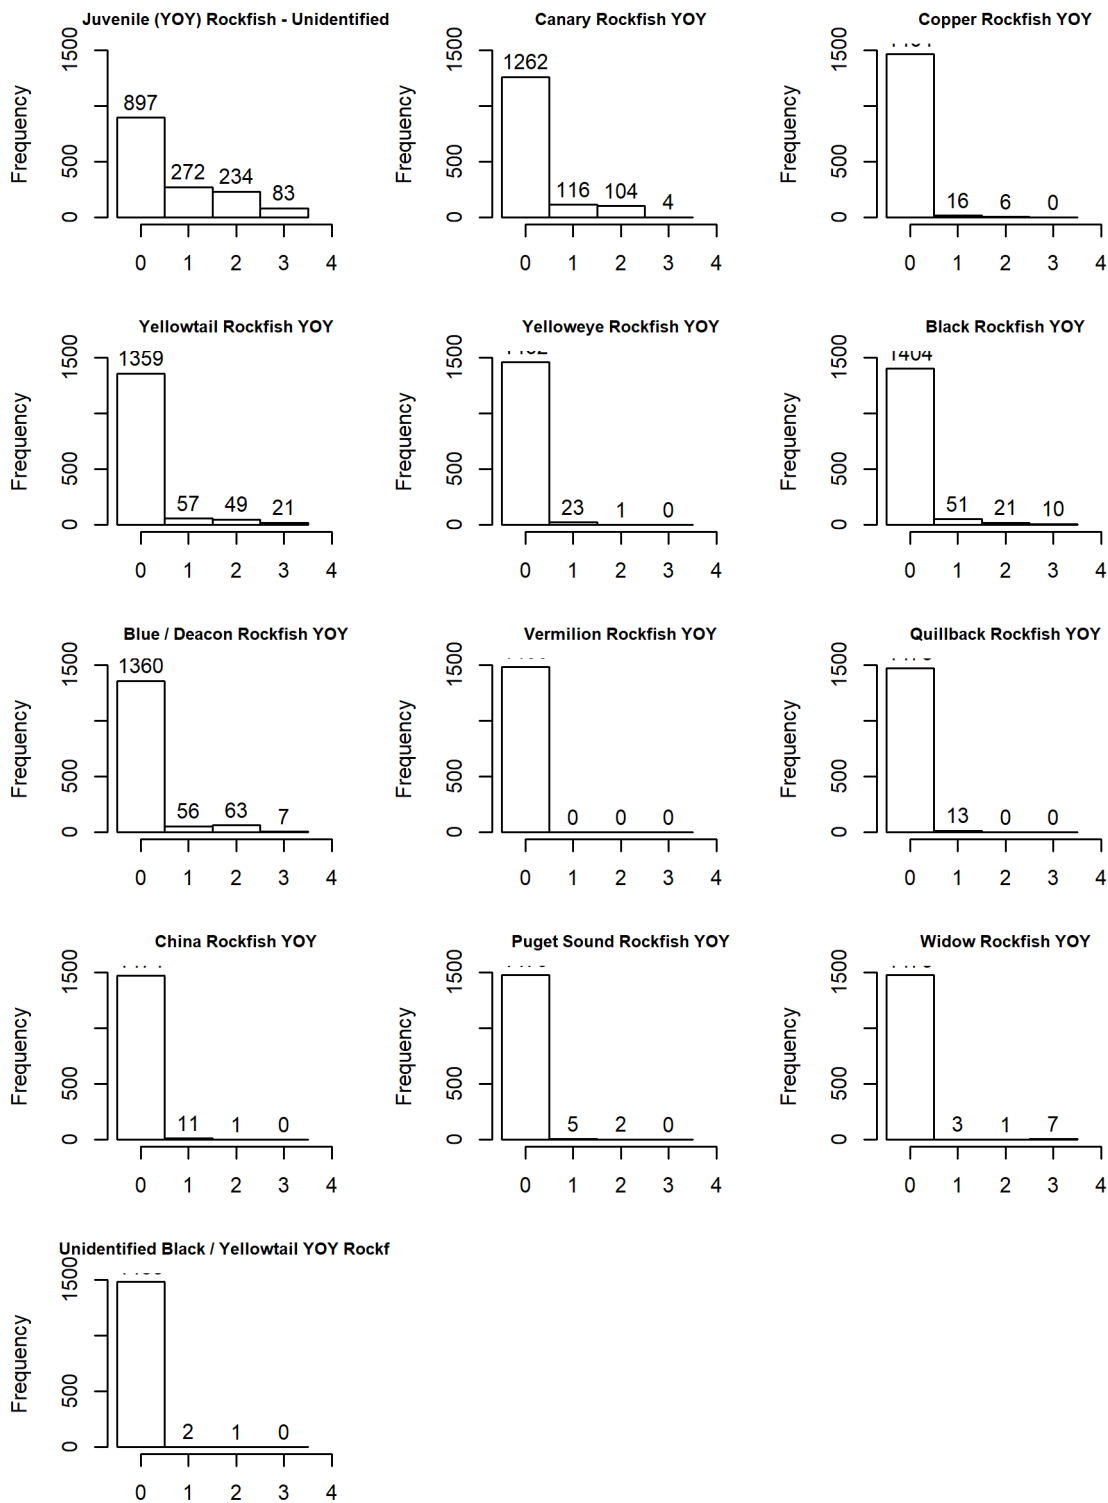 Juvenile (YOY) Rockfish - Unidentified
Frequency
0 500 1500
897 272 234 83
0 1 2 3 4
Canary Rockfish YOY
Frequency
0 500 1500
1262 116 104 4
0 1 2 3 4
Copper Rockfish YOY
Frequency
0 500 1500
16 6 0
0 1 2 3 4
Yellowtail Rockfish YOY
Frequency
0 500 1500
1359 57 49 21
0 1 2 3 4
Yelloweye Rockfish YOY
Frequency
0 500 1500
23 1 0
0 1 2 3 4
Black Rockfish YOY
Frequency
0 500 1500
1404 51 21 10
0 1 2 3 4
Blue / Deacon Rockfish YOY
Frequency
0 500 1500
1360 56 63 7
0 1 2 3 4
Vermilion Rockfish YOY
Frequency
0 500 1500
0 0 0
0 1 2 3 4
Quillback Rockfish YOY
Frequency
0 500 1500
13 0 0
0 1 2 3 4
China Rockfish YOY
Frequency
0 500 1500
11 1 0
0 1 2 3 4
Puget Sound Rockfish YOY
Frequency
0 500 1500
5 2 0
0 1 2 3 4
Widow Rockfish YOY
Frequency
0 500 1500
3 1 7
0 1 2 3 4
Unidentified Black / Yellowtail YOY Rockf
Frequency
0 500 1500
2 1 0
0 1 2 3 4